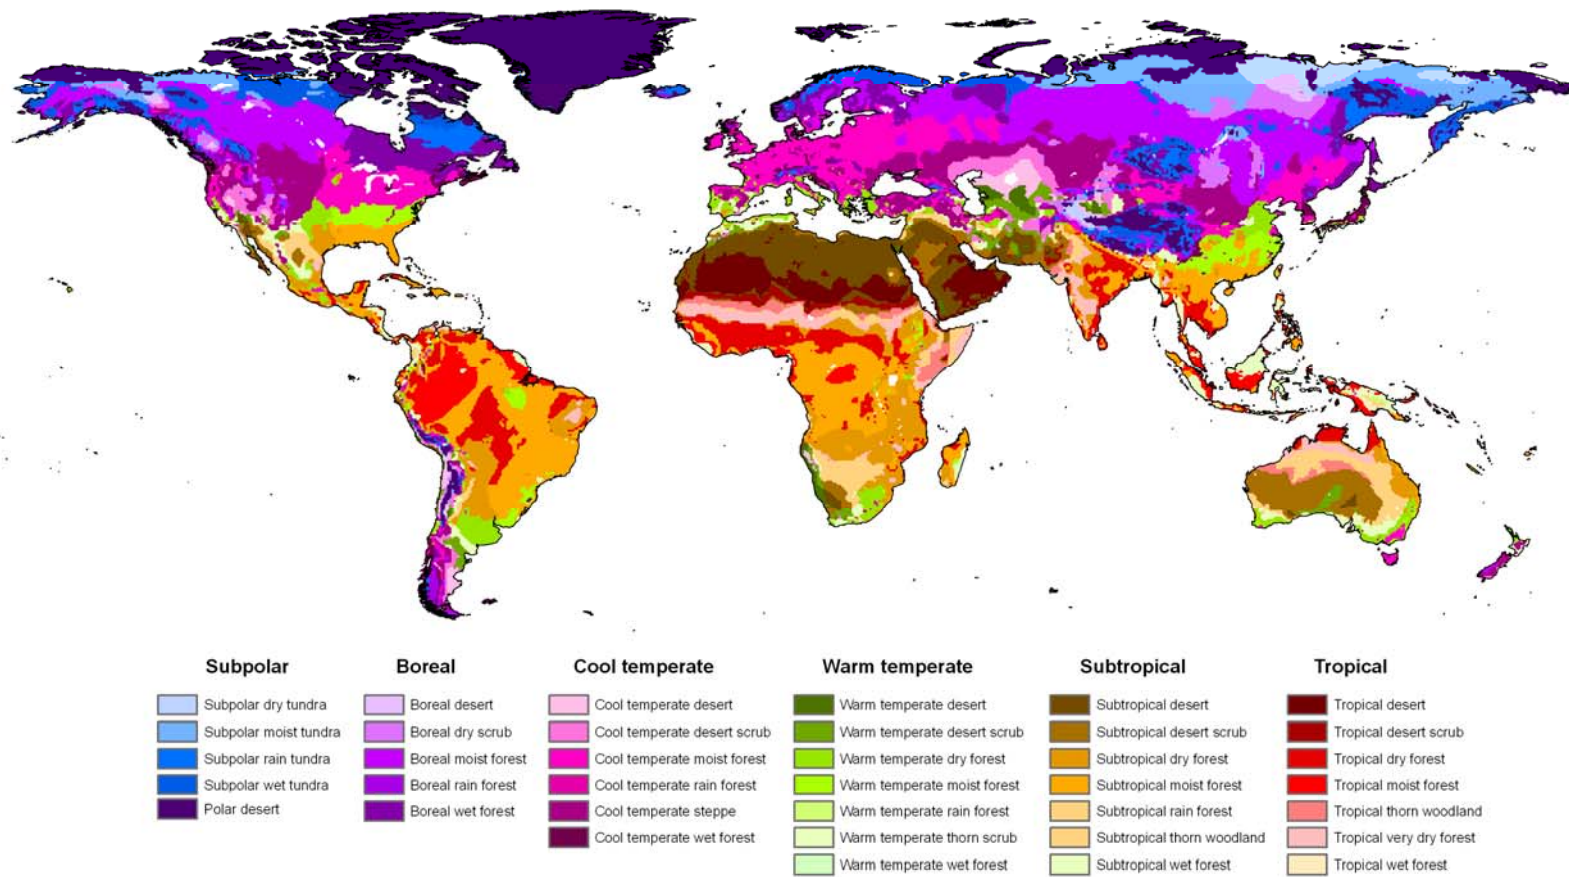 Subpolar Boreal Cool temperate Warm temperate Subtropical Tropical
Subpolar dry tundra Boreal desert Cool temperate desert Warm temperate desert Subtropical desert Tropical desert
Subpolar moist tundra Boreal dry scrub Cool temperate desert scrub Warm temperate desert scrub Subtropical desert scrub Tropical desert scrub
Subpolar rain tundra Boreal moist forest Cool temperate moist forest Warm temperate dry forest Subtropical dry forest Tropical dry forest
Subpolar wet tundra Boreal rain forest Cool temperate rain forest Warm temperate moist forest Subtropical moist forest Tropical moist forest
Polar desert Boreal wet forest Cool temperate steppe Warm temperate rain forest Subtropical rain forest Tropical thorn woodland
Cool temperate wet forest Warm temperate thorn scrub Subtropical thorn woodland Tropical very dry forest
Warm temperate wet forest Subtropical wet forest Tropical wet forest